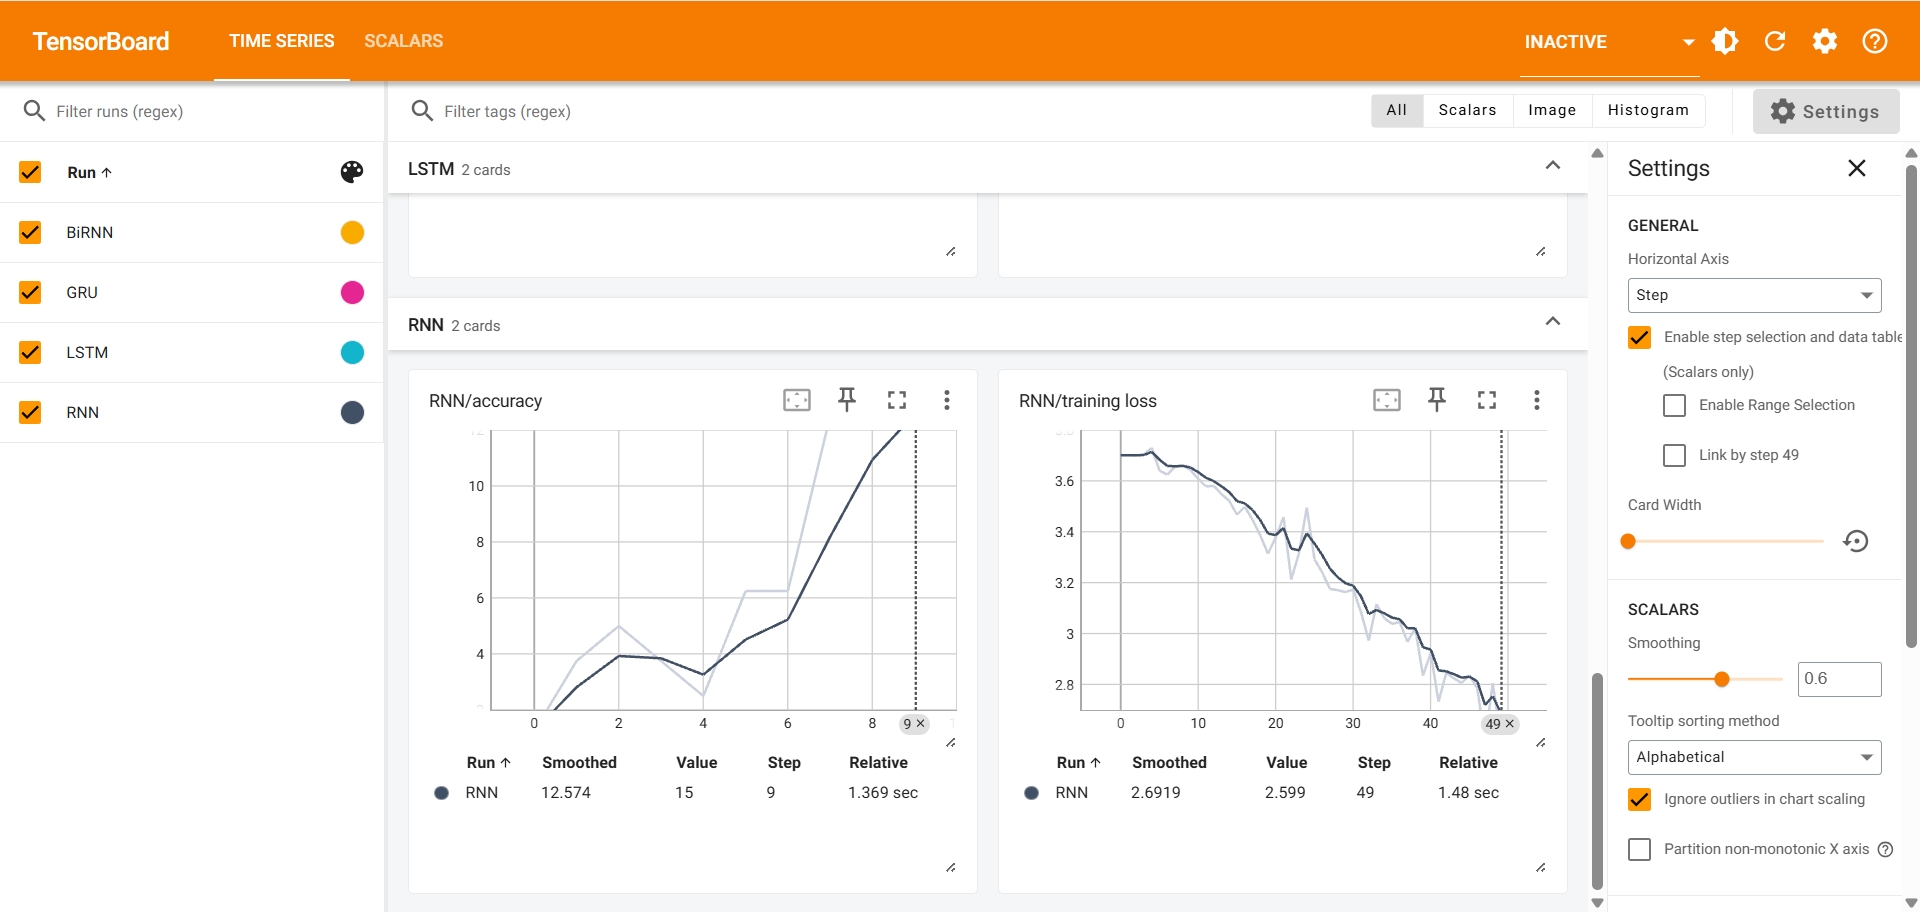 TensorBoard TIME SERIES SCALARS INACTIVE
Filter runs (regex)
Run
BiRNN
GRU
LSTM
RNN
Filter tags (regex) All Scalars Image Histogram Settings
LSTM 2 cards
RNN 2 cards
RNN/accuracy
10
8
6
4
0 2 4 6 8 9 ×
Run Smoothed Value Step Relative
RNN 12.574 15 9 1.369 sec
RNN/training loss
3.6
3.4
3.2
3
2.8
0 10 20 30 40 49 ×
Run Smoothed Value Step Relative
RNN 2.6919 2.599 49 1.48 sec
Settings
GENERAL
Horizontal Axis
Step
Enable step selection and data table
(Scalars only)
Enable Range Selection
Link by step 49
Card Width
SCALARS
Smoothing
0.6
Tooltip sorting method
Alphabetical
Ignore outliers in chart scaling
Partition non-monotonic X axis